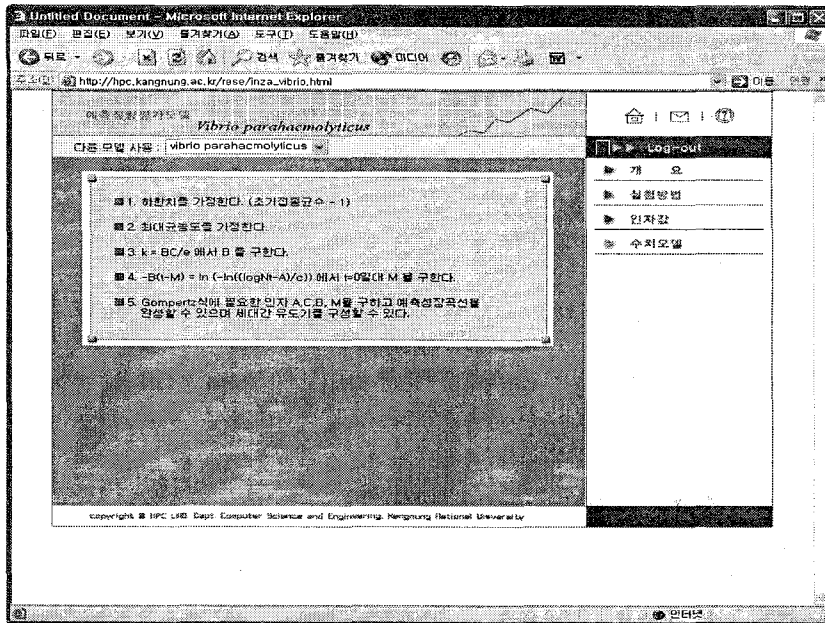 Untitled Document - Microsoft Internet Explorer
파일(F) 편집(E) 보기(V) 즐겨찾기(A) 도구(T) 도움말(H)
뒤로 검색 즐겨찾기 미디어
주소(D) http://hpc.kangnung.ac.kr/rese/inza_vibrio.html 이동
Vibrio parahaemolyticus
다른 모델 사용 : vibrio parahaemolyticus
Log-out
개 요
실험방법
인자값
수치모델
1. 하한치를 가정한다. (초기접종균수 - 1)
2. 최대균농도를 가정한다.
3. k = BC/e 에서 B 를 구한다.
4. -B(t-M) = ln (-ln((logNt-A)/c)) 에서 t=0일때 M 을 구한다.
5. Gompertz식에 필요한 인자 A,C,B, M을 구하고 예측성장곡선을
완성할 수 있으며 세대간 유도기를 구성할 수 있다.
copyright @ HPC LAB. Dept. Computer Science and Engineering, Kangnung National University
인터넷